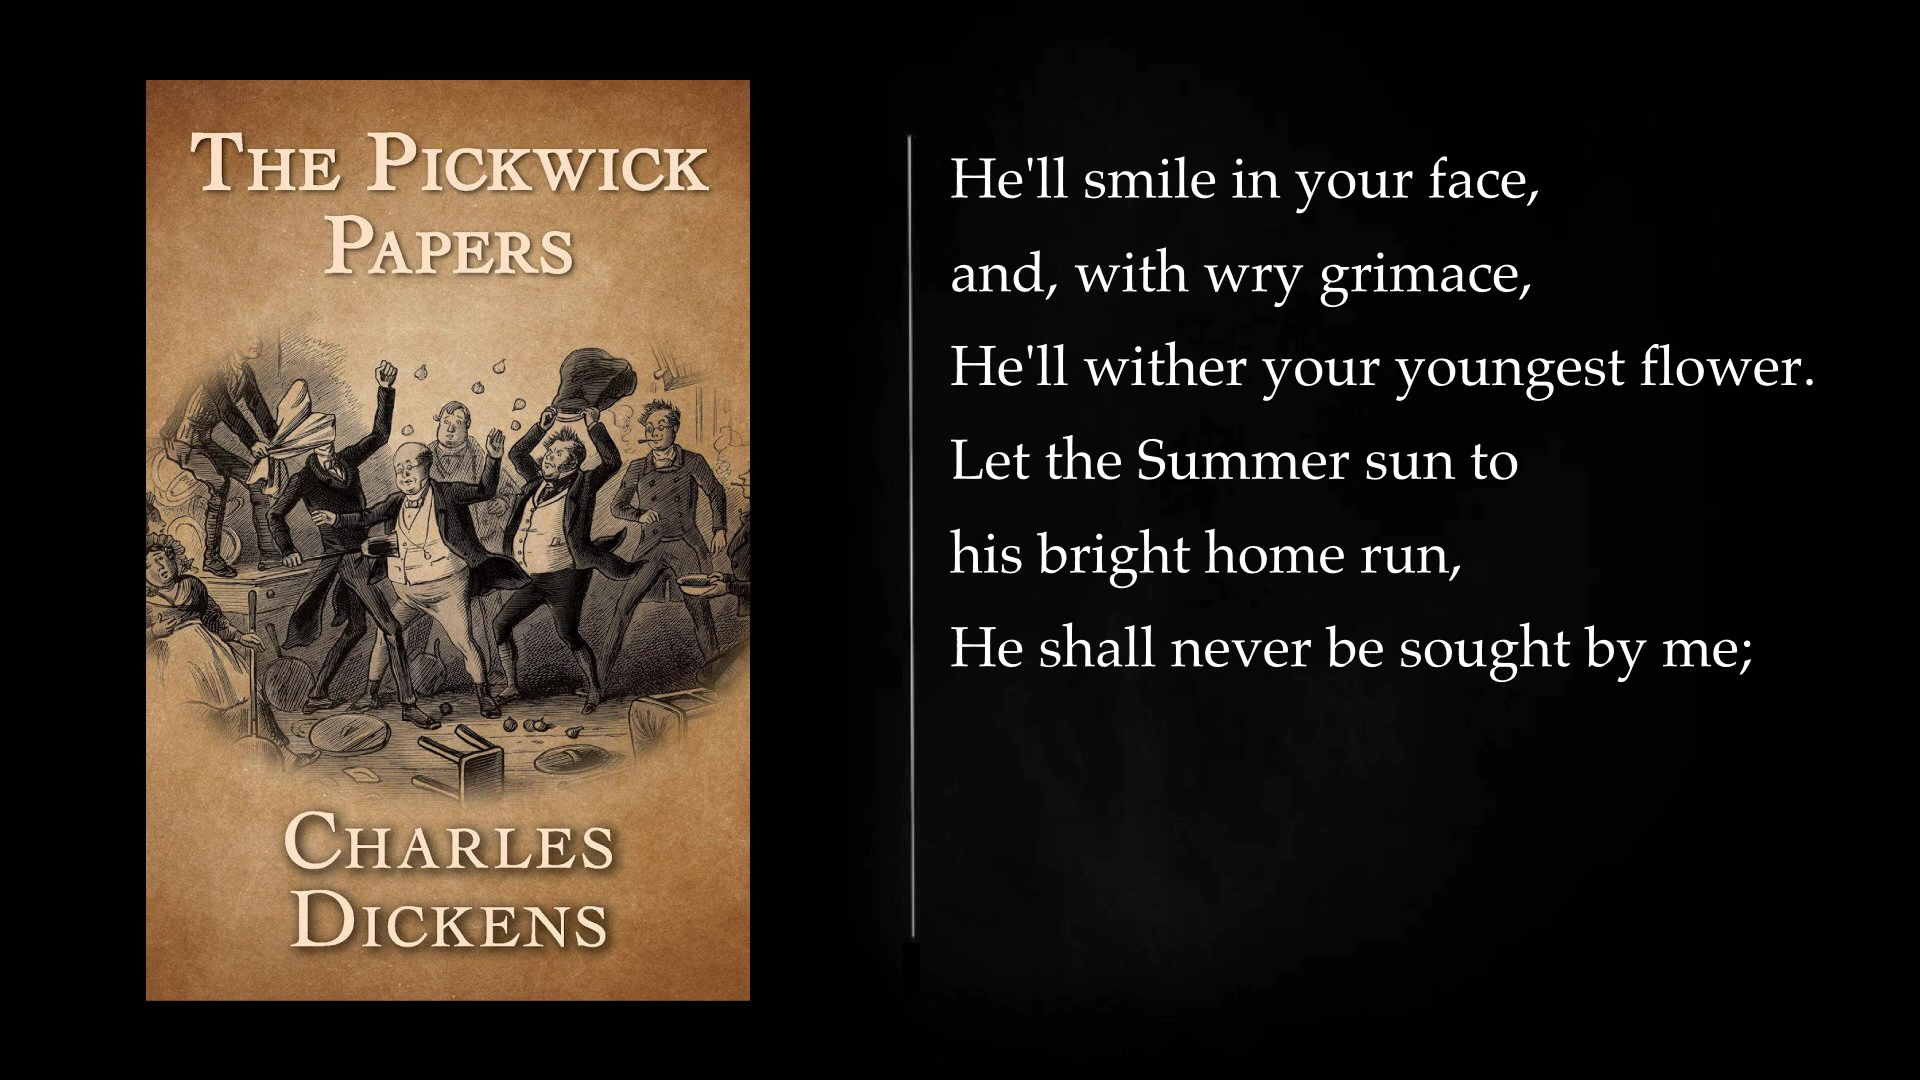 The Pickwick
Papers
Charles
Dickens
He'll smile in your face,
and, with wry grimace,
He'll wither your youngest flower.
Let the Summer sun to
his bright home run,
He shall never be sought by me;